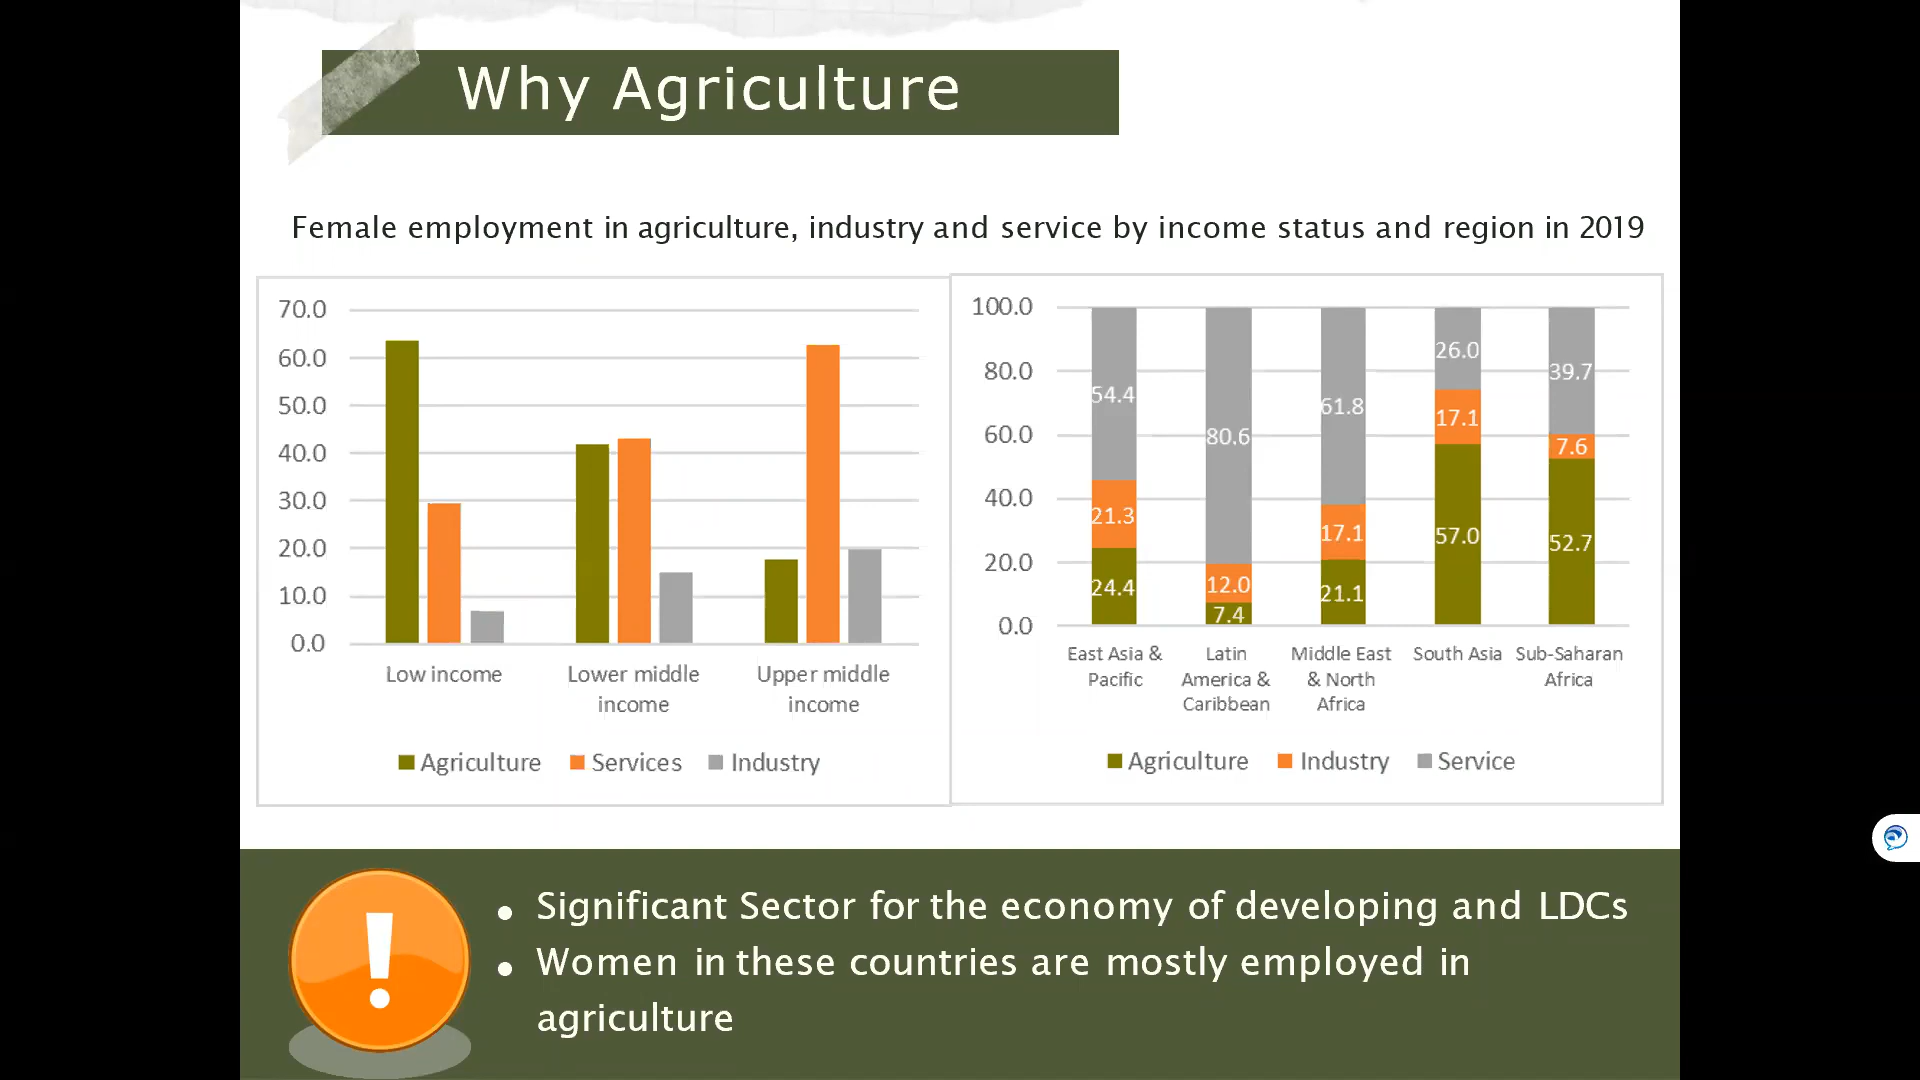 Why Agriculture
Female employment in agriculture, industry and service by income status and region in 2019
70.0
60.0
50.0
40.0
30.0
20.0
10.0
0.0
Low income
Lower middle
income
Upper middle
income
Agriculture Services Industry
100.0
80.0
60.0
40.0
20.0
0.0
54.4
21.3
24.4
80.6
12.0
7.4
61.8
17.1
21.1
26.0
17.1
57.0
39.7
7.6
52.7
East Asia &
Pacific
Latin
America &
Caribbean
Middle East
& North
Africa
South Asia
Sub-Saharan
Africa
Agriculture Industry Service
!
• Significant Sector for the economy of developing and LDCs
• Women in these countries are mostly employed in
agriculture